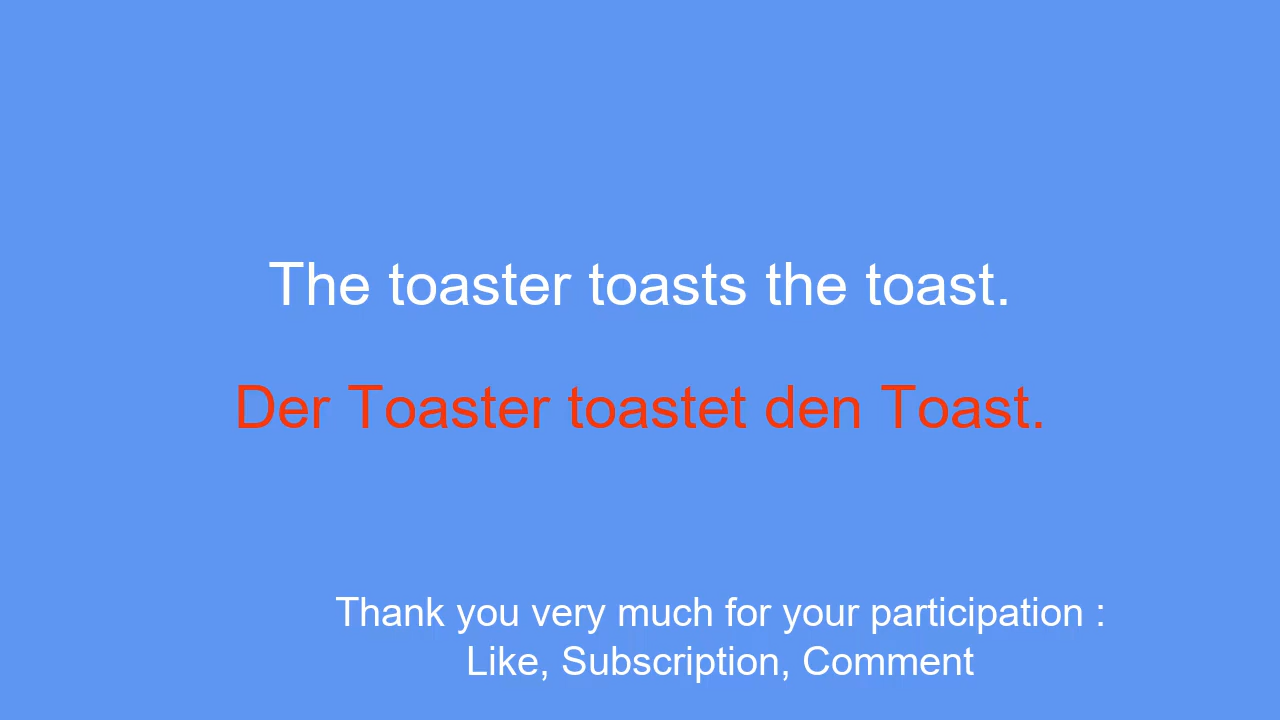 The toaster toasts the toast.
Der Toaster toastet den Toast.
Thank you very much for your participation :
Like, Subscription, Comment